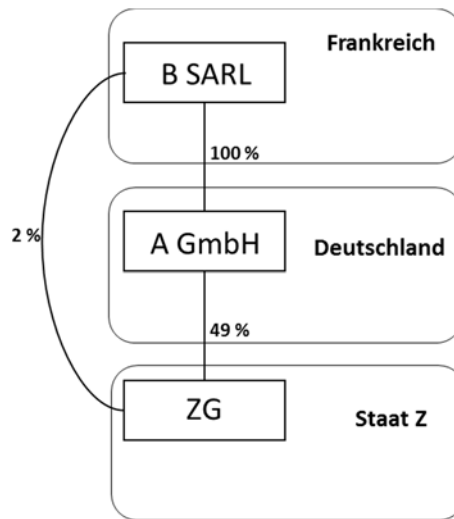 Frankreich
B SARL
100 %
2 %
A GmbH
Deutschland
49 %
ZG
Staat Z